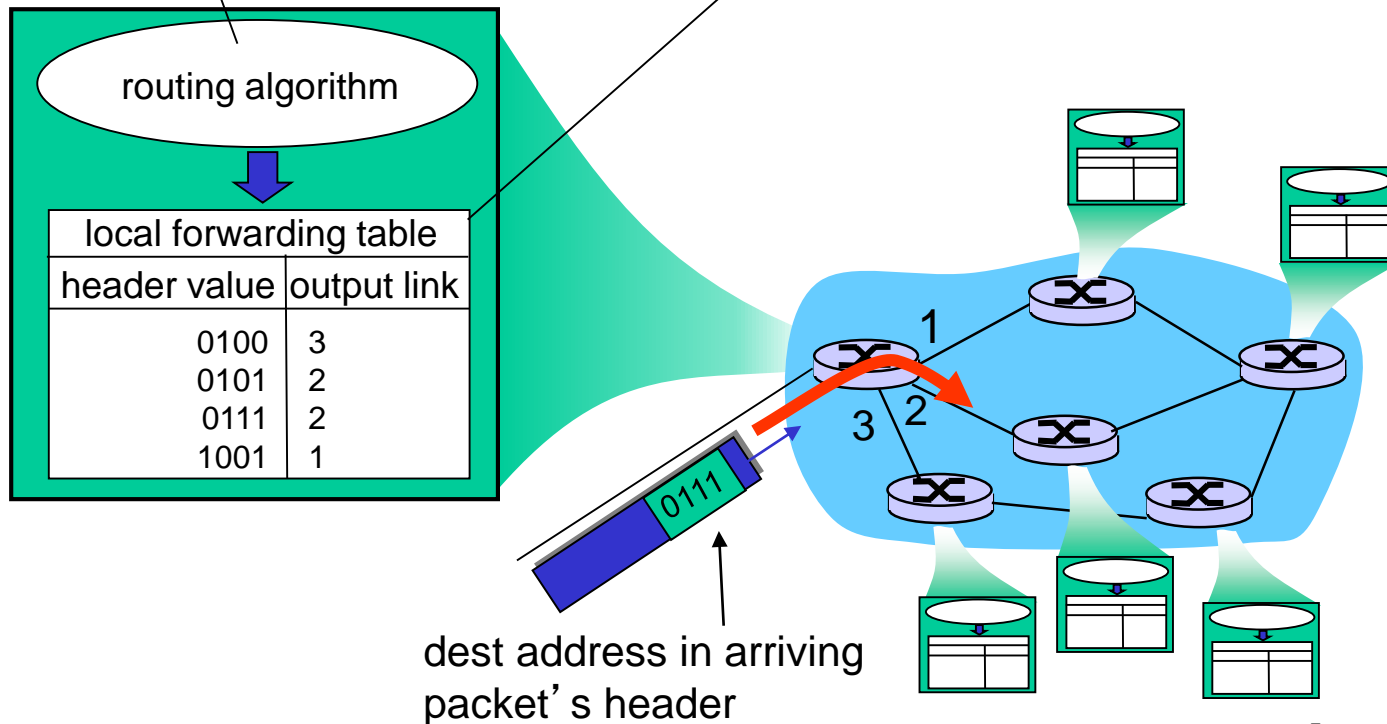 routing algorithm
local forwarding table
header value output link
0100 3
0101 2
0111 2
1001 1
1
2
3
0111
dest address in arriving
packet’s header